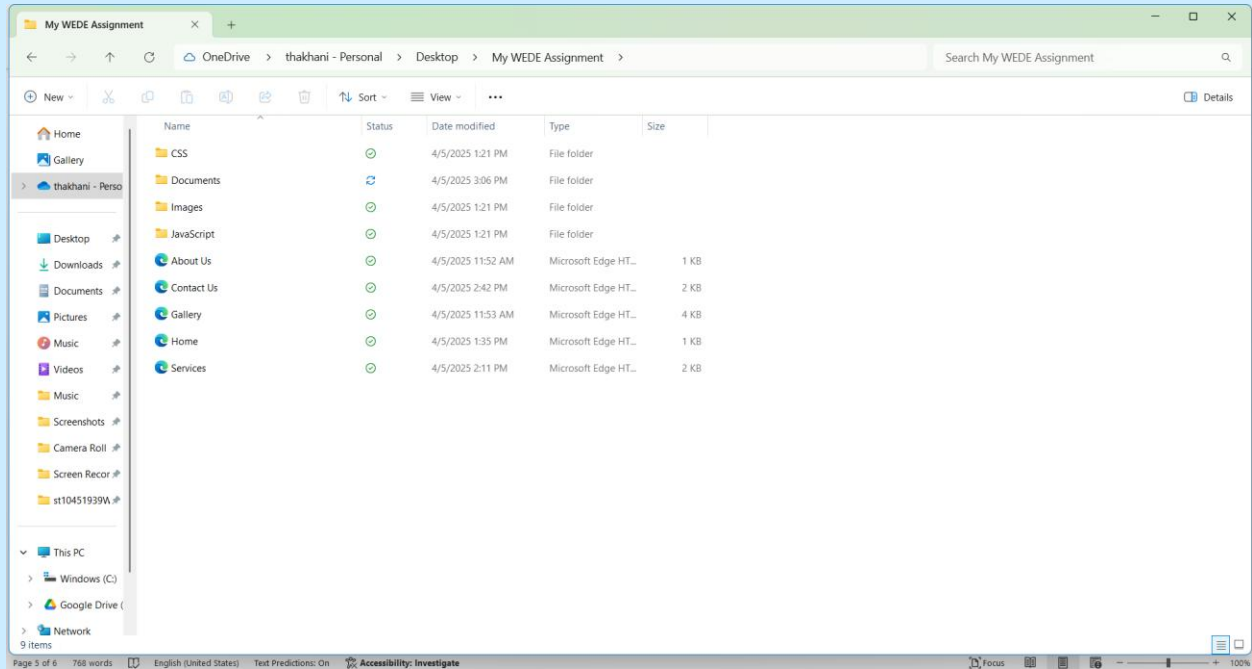 My WEDE Assignment
OneDrive > thakhani - Personal > Desktop > My WEDE Assignment >
Search My WEDE Assignment
New Sort View ... Details
Name Status Date modified Type Size
CSS 4/5/2025 1:21 PM File folder
Documents 4/5/2025 3:06 PM File folder
Images 4/5/2025 1:21 PM File folder
JavaScript 4/5/2025 1:21 PM File folder
About Us 4/5/2025 11:52 AM Microsoft Edge HT... 1 KB
Contact Us 4/5/2025 2:42 PM Microsoft Edge HT... 2 KB
Gallery 4/5/2025 11:53 AM Microsoft Edge HT... 4 KB
Home 4/5/2025 1:35 PM Microsoft Edge HT... 1 KB
Services 4/5/2025 2:11 PM Microsoft Edge HT... 2 KB
Home
Gallery
thakhani - Perso
Desktop
Downloads
Documents
Pictures
Music
Videos
Music
Screenshots
Camera Roll
Screen Recor
st10451939W
This PC
Windows (C:)
Google Drive (
Network
9 items
Page 5 of 6 768 words English (United States) Text Predictions: On Accessibility: Investigate Focus 100%